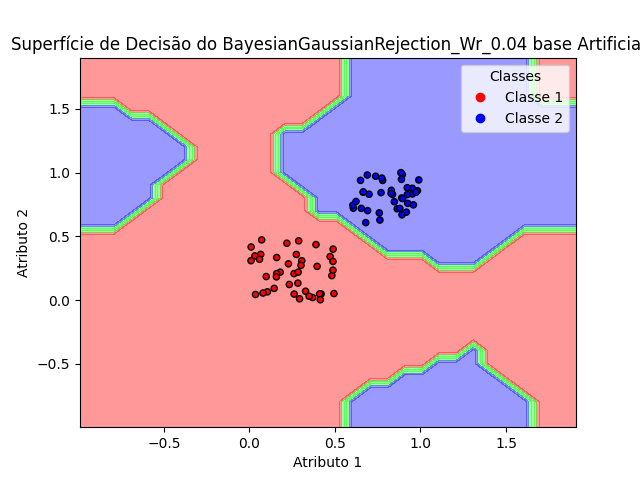 Superfície de Decisão do BayesianGaussianRejection_Wr_0.04 base Artificia
Classes
Classe 1
Classe 2
Atributo 2
1.5
1.0
0.5
0.0
−0.5
−0.5
0.0
0.5
1.0
1.5
Atributo 1